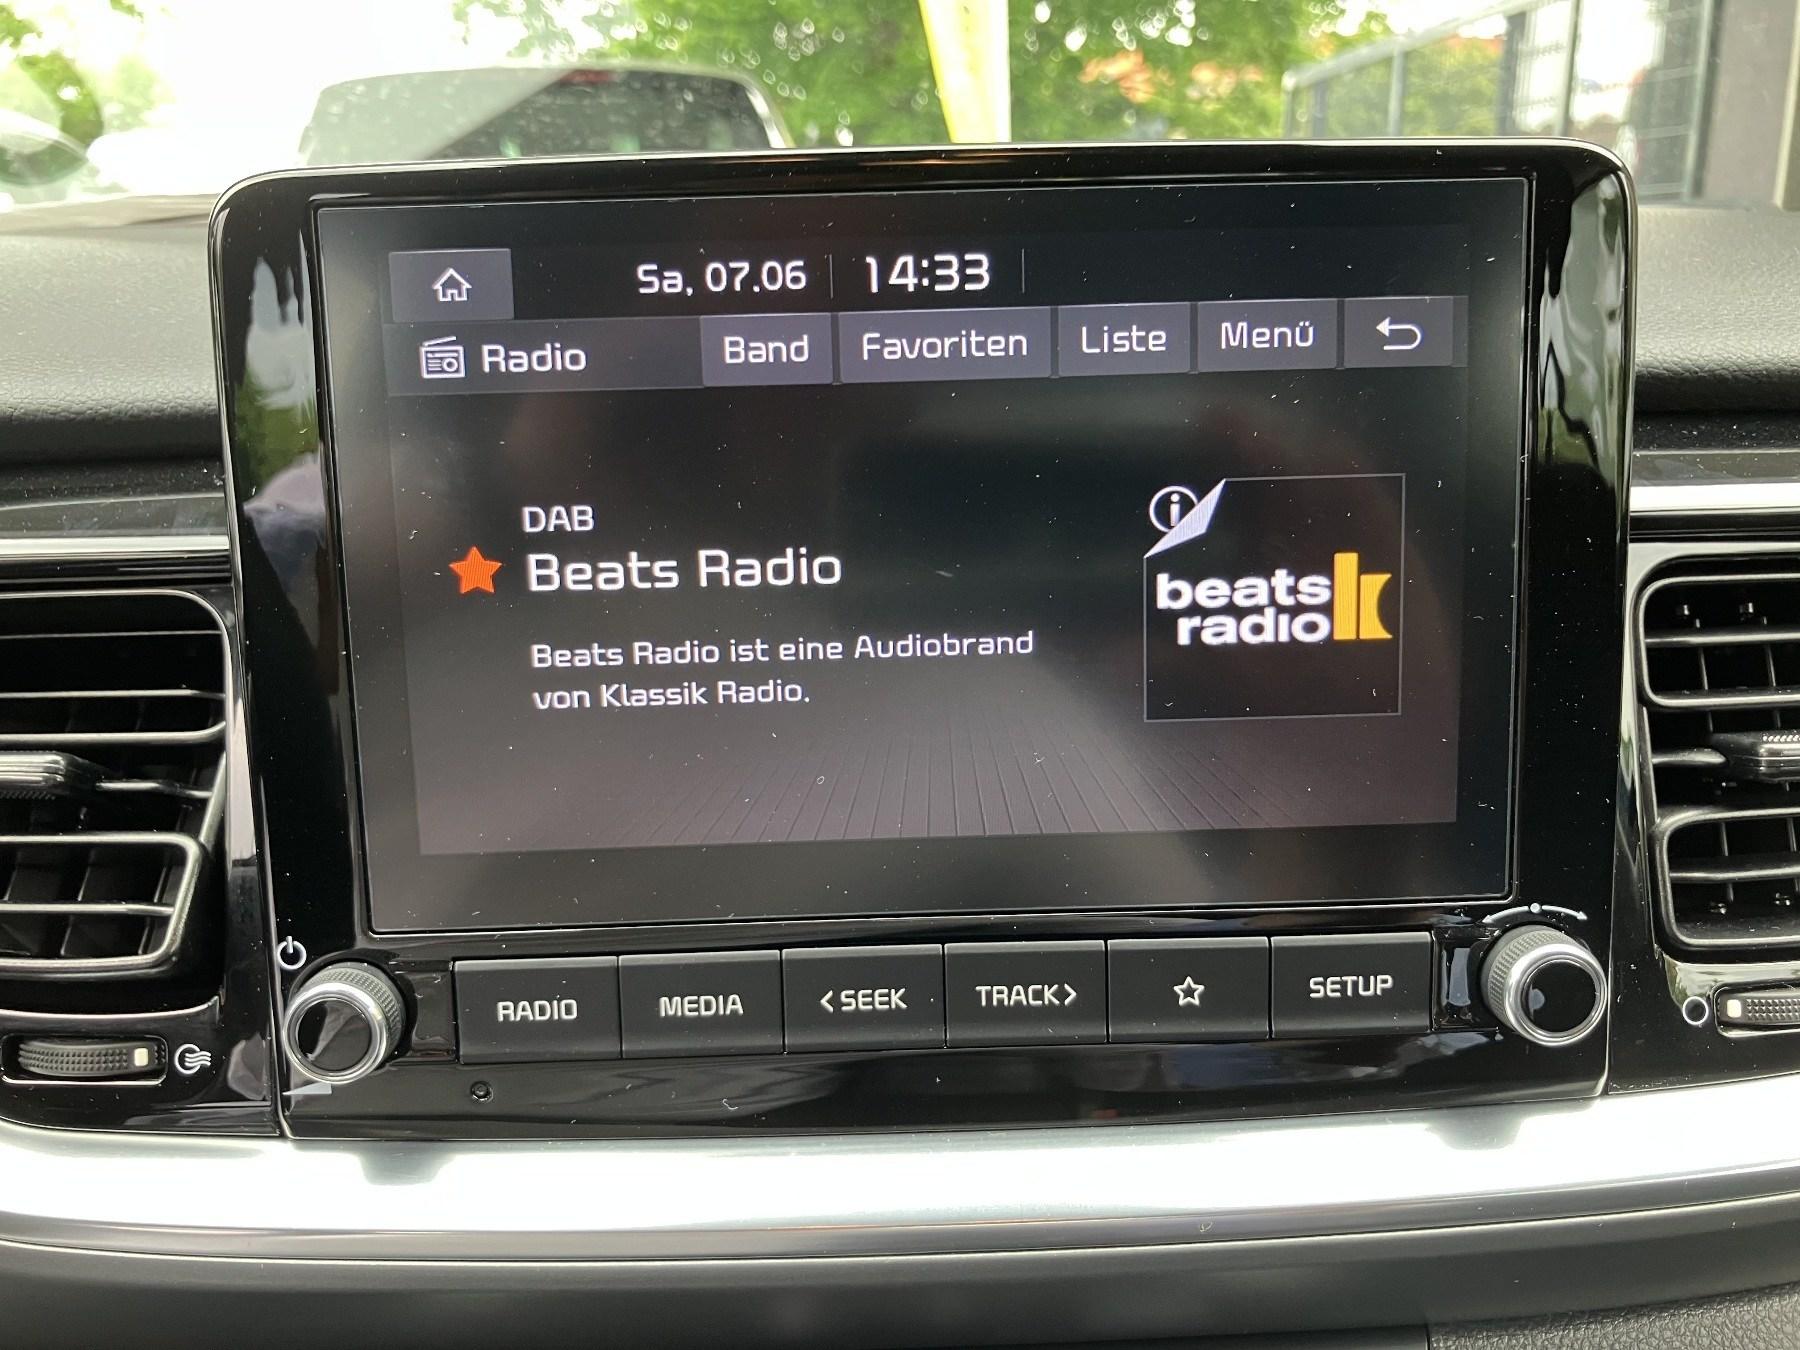 Sa, 07.06 14:33
Radio Band Favoriten Liste Menü
DAB
Beats Radio
Beats Radio ist eine Audiobrand
von Klassik Radio.
i
beats
radio k
RADIO MEDIA <SEEK TRACK> SETUP